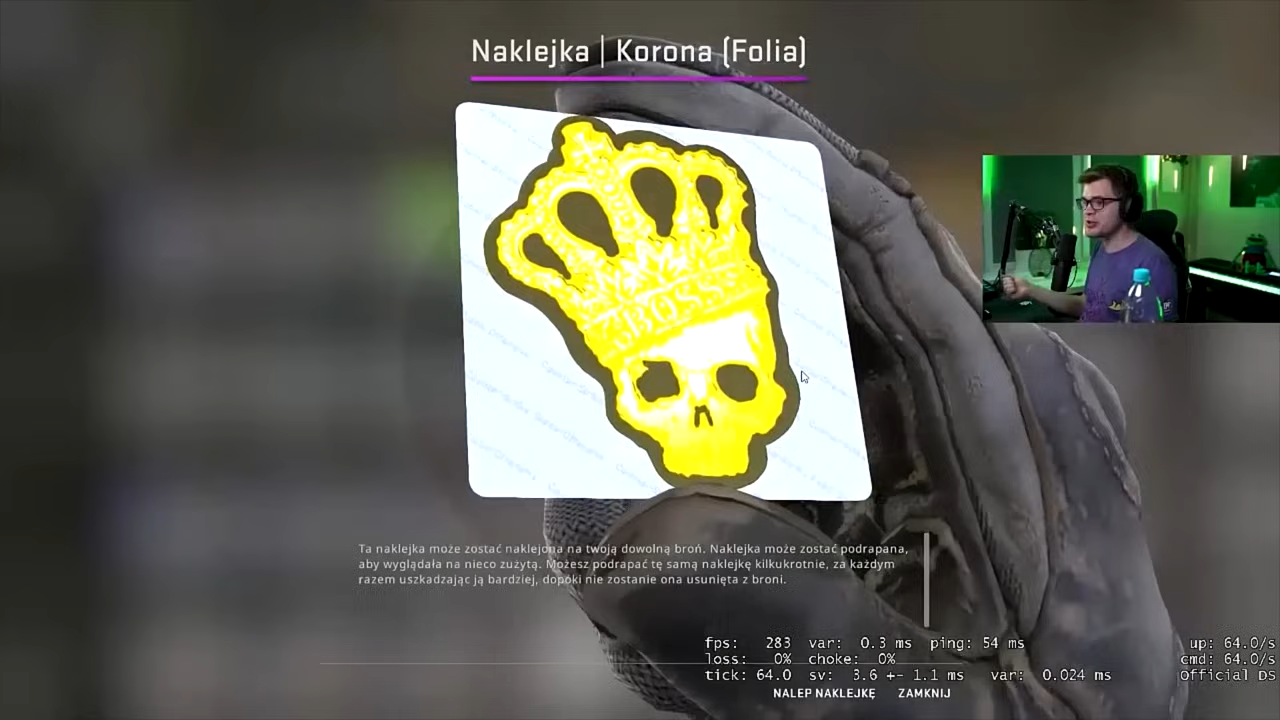 Naklejka | Korona (Folia)
BOSS
Ta naklejka może zostać naklejona na twoją dowolną broń. Naklejka może zostać podrapana,
aby wyglądała na nieco zużytą. Możesz podrapać tę samą naklejkę kilkukrotnie, za każdym
razem uszkadzając ją bardziej, dopóki nie zostanie ona usunięta z broni.
fps: 283 var: 0.3 ms ping: 54 ms up: 64.0/s
loss: 0% choke: 0% cmd: 64.0/s
tick: 64.0 sv: 3.6 +- 1.1 ms var: 0.024 ms Official DS
NALEP NAKLEJKĘ ZAMKNIJ